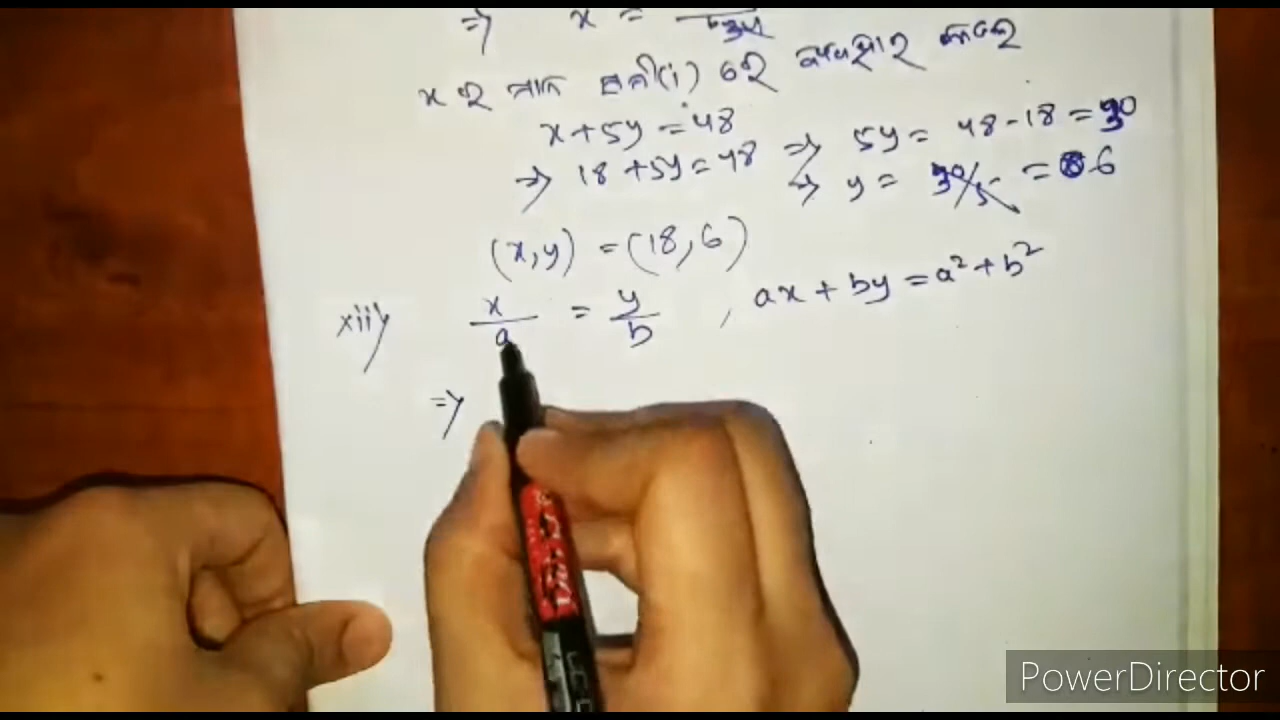 ⇒ x =
x ର ମାନ ସମୀ(i) ରେ ବ୍ୟବହାର କଲେ
x + 5y = 48
⇒ 18 + 5y = 48 ⇒ 5y = 48 - 18 = 30
⇒ y = 30/5 = 6
(x, y) = (18, 6)
xii) x/a = y/b , ax + by = a² + b²
⇒
PowerDirector